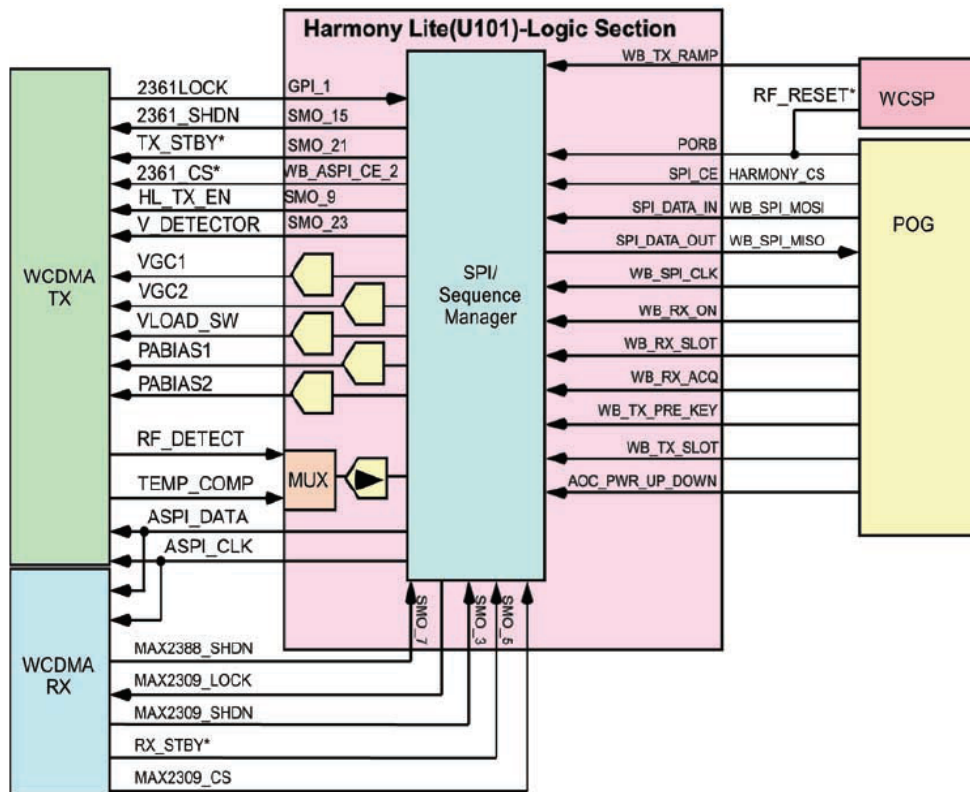 Harmony Lite(U101)-Logic Section
WCDMA
TX
2361LOCK
GPI_1
2361_SHDN
SMO_15
TX_STBY*
SMO_21
2361_CS*
WB_ASPI_CE_2
HL_TX_EN
SMO_9
V_DETECTOR
SMO_23
VGC1
VGC2
VLOAD_SW
PABIAS1
PABIAS2
RF_DETECT
TEMP_COMP
MUX
ASPI_DATA
ASPI_CLK
SPI/
Sequence
Manager
WB_TX_RAMP
RF_RESET*
WCSP
PORB
SPI_CE
HARMONY_CS
SPI_DATA_IN
WB_SPI_MOSI
SPI_DATA_OUT
WB_SPI_MISO
WB_SPI_CLK
WB_RX_ON
WB_RX_SLOT
WB_RX_ACQ
WB_TX_PRE_KEY
WB_TX_SLOT
AOC_PWR_UP_DOWN
POG
SMO_7
SMO_3
SMO_5
WCDMA
RX
MAX2388_SHDN
MAX2309_LOCK
MAX2309_SHDN
RX_STBY*
MAX2309_CS